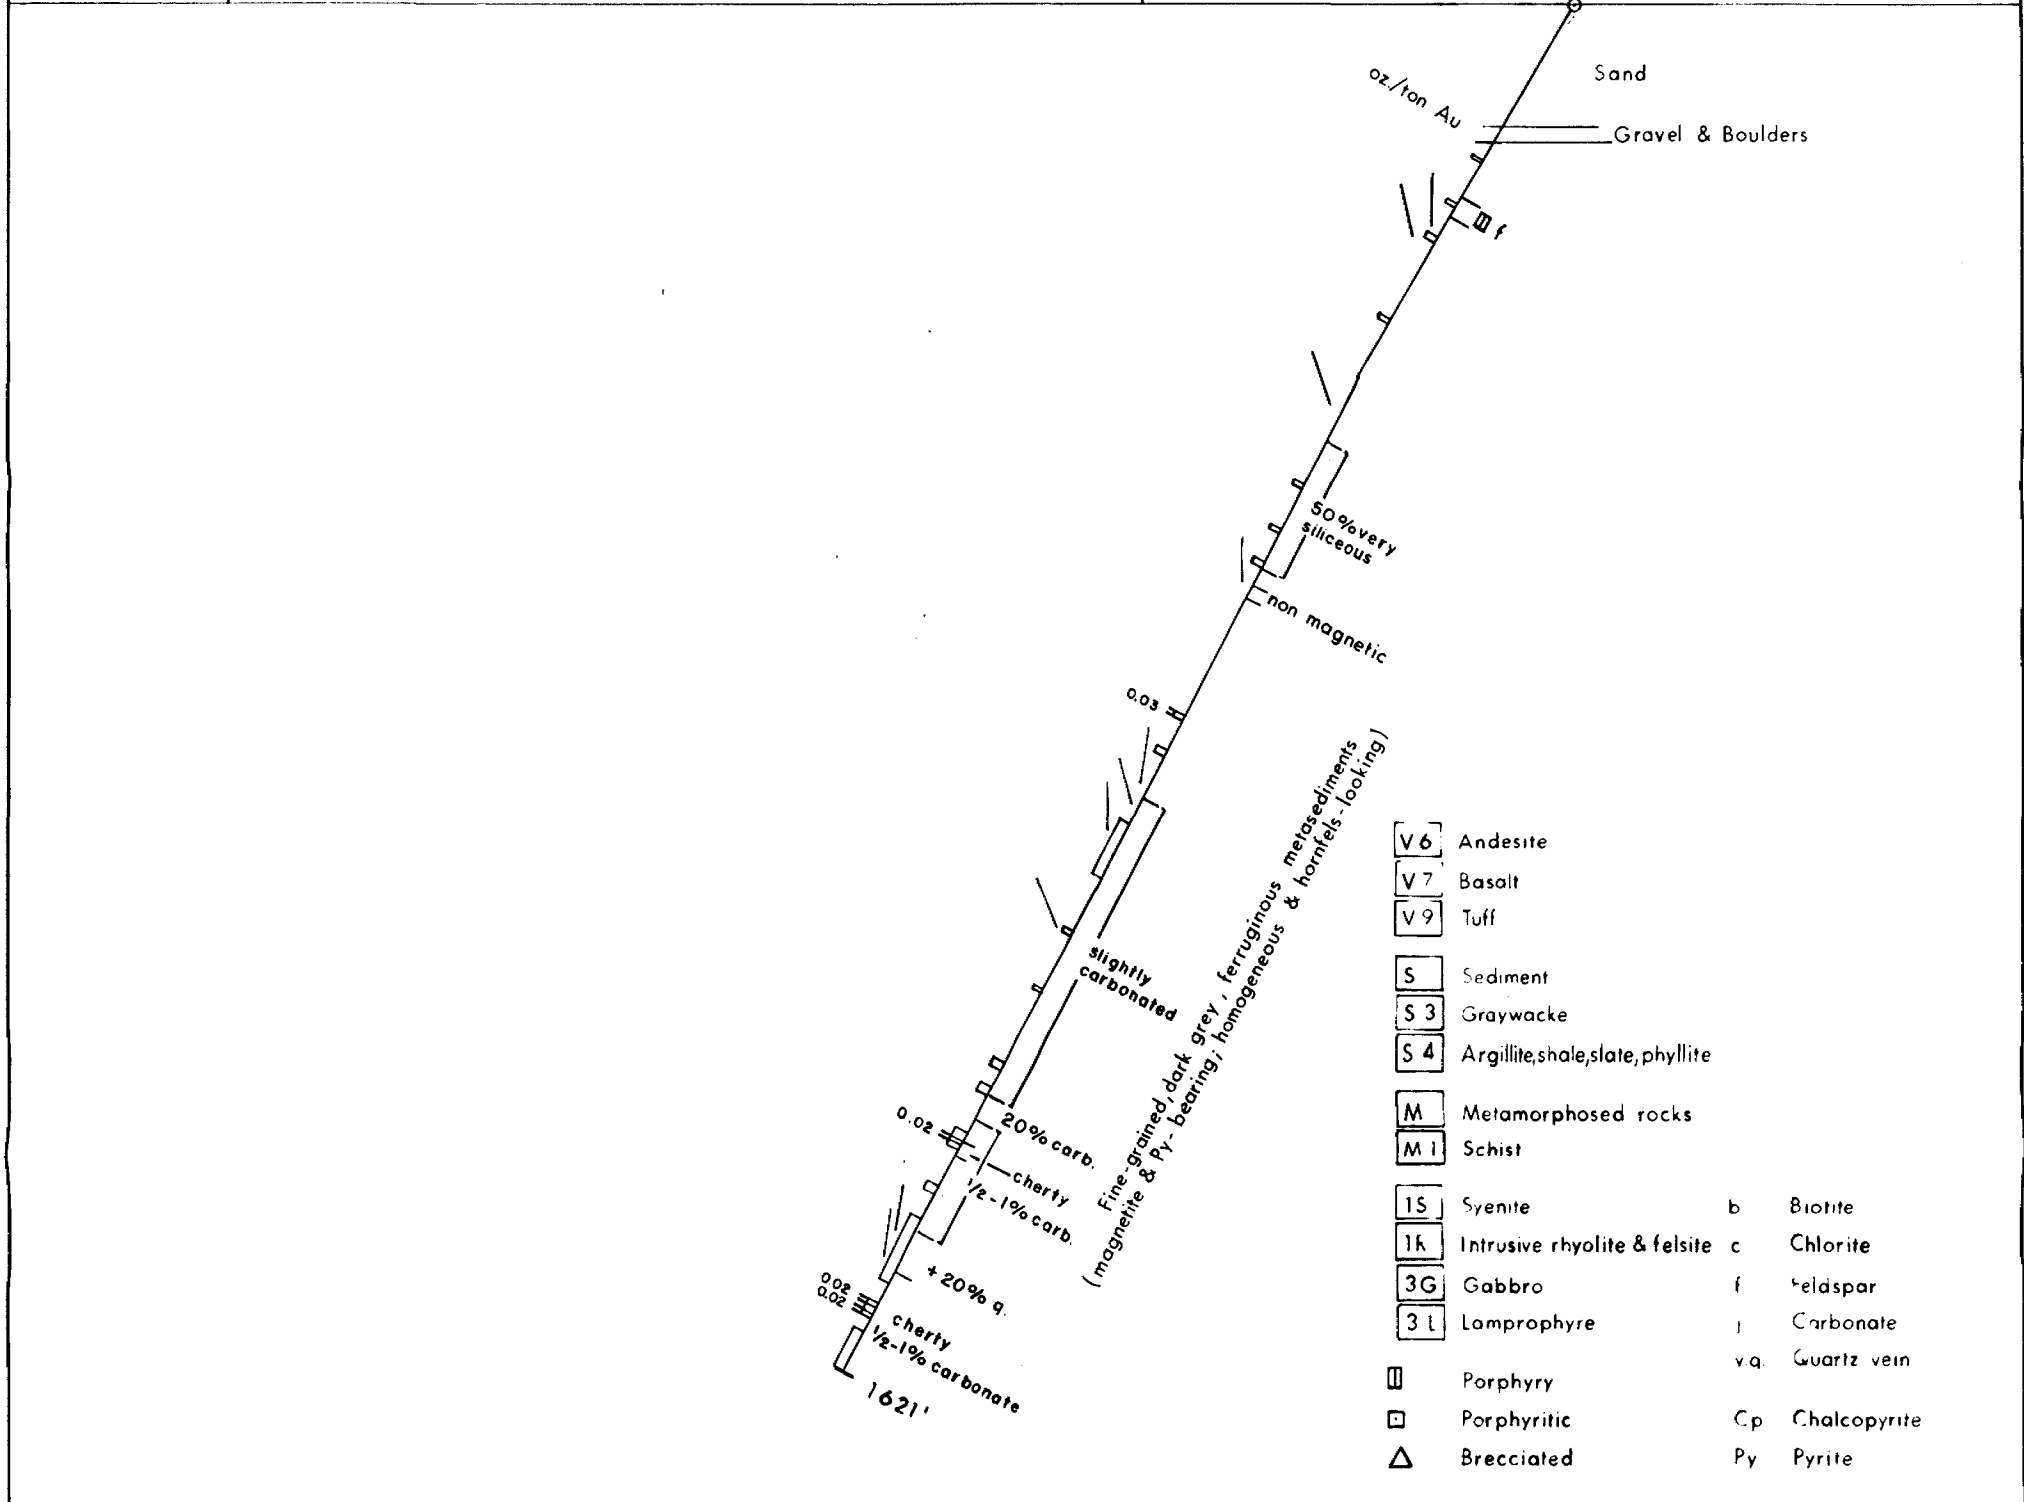 Sand
oz./ton Au
Gravel & Boulders
f
50% very
siliceous
non magnetic
0.03
Fine-grained, dark grey, ferruginous metasediments
(magnetite & Py-bearing; homogeneous & hornfels-looking)
slightly
carbonated
0.02
20% carb.
cherty
1/2-1% carb.
+20% q.
0.02
0.02
cherty
1/2-1% carbonate
1621'
V6 Andesite
V7 Basalt
V9 Tuff
S Sediment
S3 Graywacke
S4 Argillite,shale,slate,phyllite
M Metamorphosed rocks
M1 Schist
1S Syenite
Intrusive rhyolite & felsite
3G Gabbro
Lamprophyre
Porphyry
Porphyritic
Brecciated
b Biotite
c Chlorite
f Feldspar
Carbonate
v.q. Quartz vein
Cp Chalcopyrite
Py Pyrite